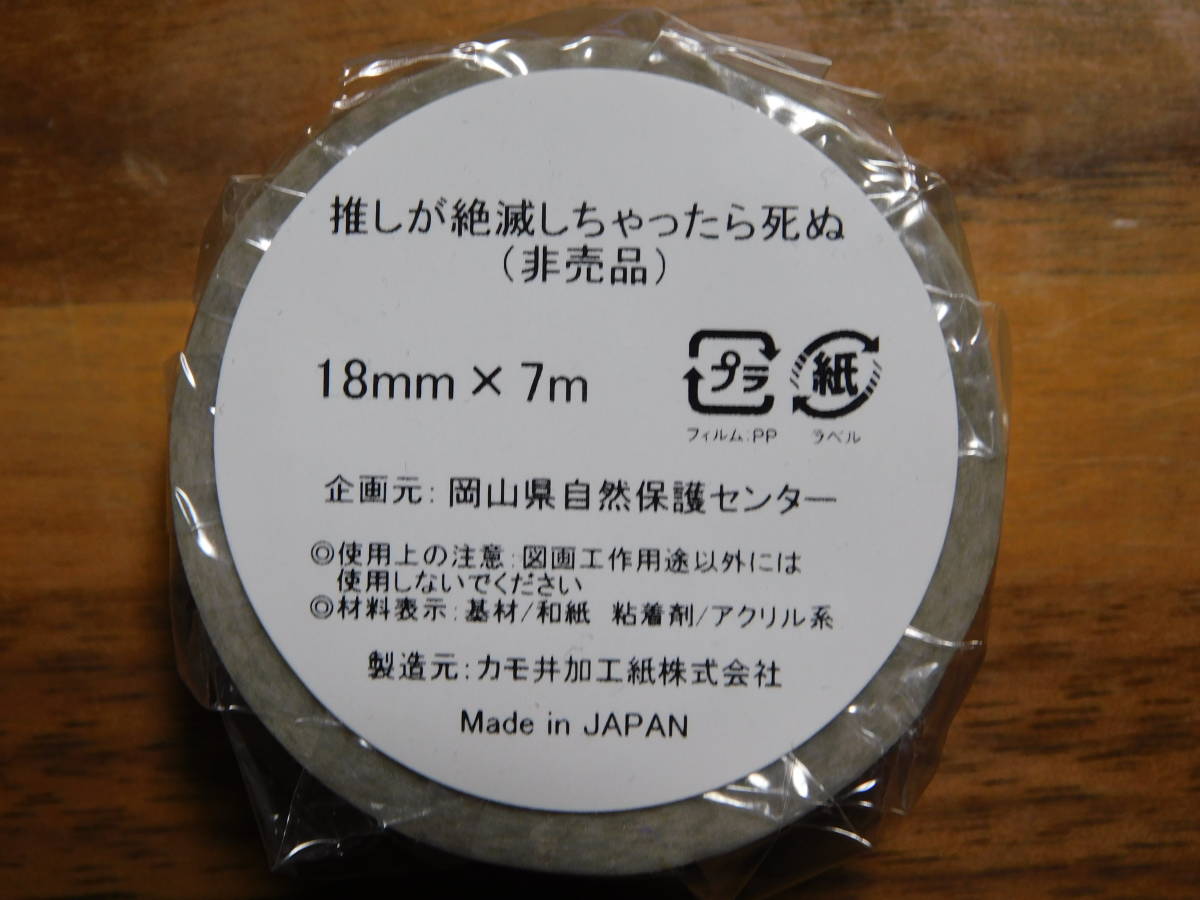 推しが絶滅しちゃったら死ぬ
(非売品)
18mm × 7m
プラ 紙
フィルム:PP ラベル
企画元: 岡山県自然保護センター
◎使用上の注意:図画工作用途以外には
使用しないでください
◎材料表示:基材/和紙 粘着剤/アクリル系
製造元:カモ井加工紙株式会社
Made in JAPAN